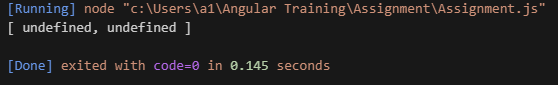 [Running] node "c:\Users\a1\Angular Training\Assignment\Assignment.js"
[ undefined, undefined ]
[Done] exited with code=0 in 0.145 seconds